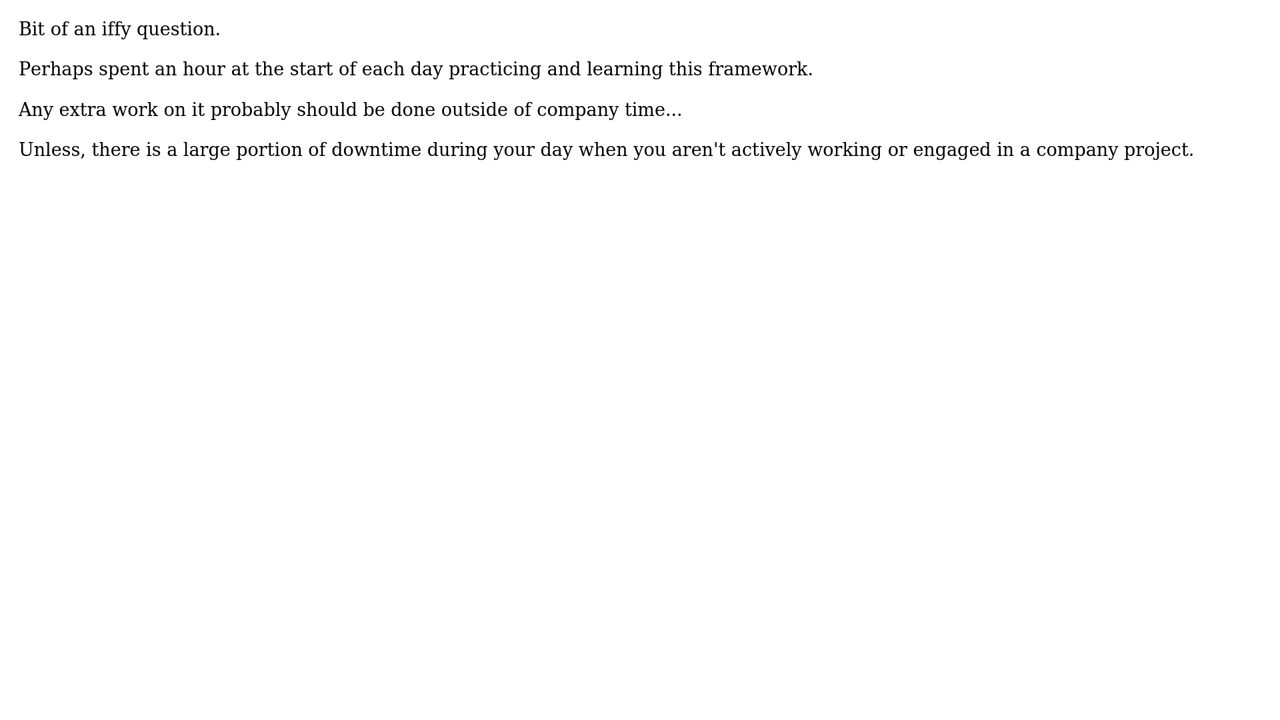 Bit of an iffy question.
Perhaps spent an hour at the start of each day practicing and learning this framework.
Any extra work on it probably should be done outside of company time...
Unless, there is a large portion of downtime during your day when you aren't actively working or engaged in a company project.